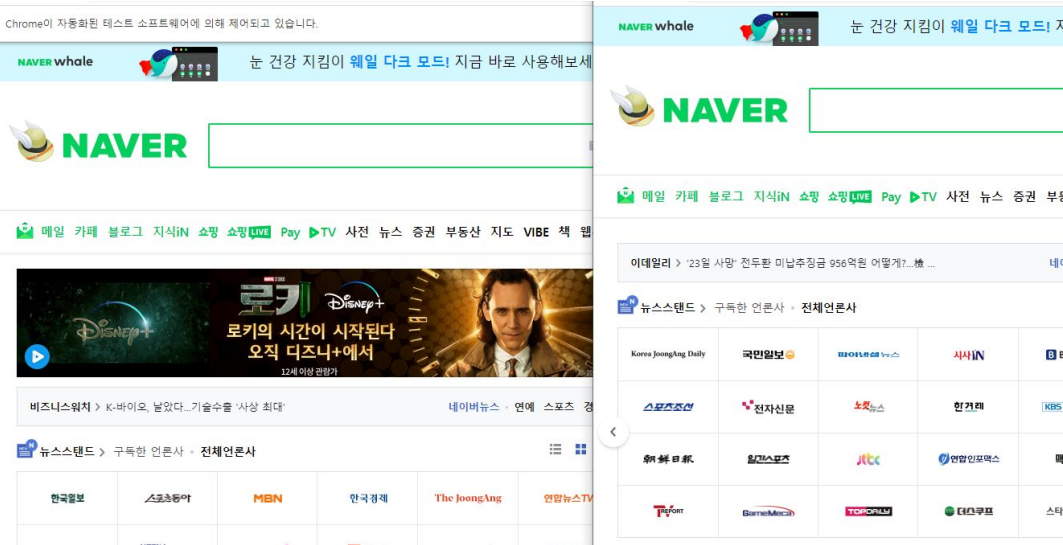 Chrome이 자동화된 테스트 소프트웨어에 의해 제어되고 있습니다.
NAVER whale
눈 건강 지킴이 웨일 다크 모드! 지금 바로 사용해보세
NAVER
메일 카페 블로그 지식iN 쇼핑 쇼핑LIVE Pay TV 사전 뉴스 증권 부동산 지도 VIBE 책 웹
Disney+
MARVEL STUDIOS
로키
Disney+
로키의 시간이 시작된다
오직 디즈니+에서
12세 이상 관람가
비즈니스워치 > K-바이오, 날았다...기술수출 '사상 최대'
네이버뉴스 연예 스포츠 경
뉴스스탠드 > 구독한 언론사 · 전체언론사
한국일보 스포츠동아 MBN 한국경제 The JoongAng 연합뉴스TV
NAVER whale
눈 건강 지킴이 웨일 다크 모드! 지
NAVER
메일 카페 블로그 지식iN 쇼핑 쇼핑LIVE Pay TV 사전 뉴스 증권 부동
이데일리 > '23일 사망' 전두환 미납추징금 956억원 어떻게?...檢 ...
네이
뉴스스탠드 > 구독한 언론사 · 전체언론사
Korea JoongAng Daily 국민일보 파이낸셜뉴스 시사IN B
스포츠조선 전자신문 노컷뉴스 한겨레 KBS
朝鮮日報 일간스포츠 jtbc 연합인포맥스
T REPORT GameMeca TOPDAILY 더스쿠프 스타